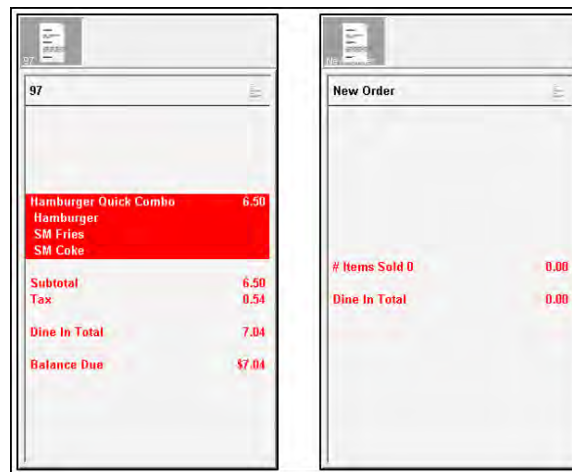 97
97
Hamburger Quick Combo 6.50
Hamburger
SM Fries
SM Coke
Subtotal 6.50
Tax 0.54
Dine In Total 7.04
Balance Due $7.04
New Order
# Items Sold 0 0.00
Dine In Total 0.00